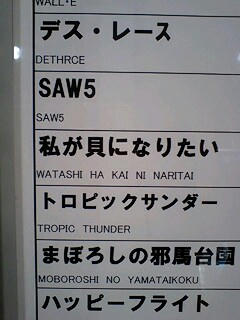 WALL･E
デス・レース
DETHRCE
SAW5
SAW5
私が貝になりたい
WATASHI HA KAI NI NARITAI
トロピックサンダー
TROPIC THUNDER
まぼろしの邪馬台国
MOBOROSHI NO YAMATAIKOKU
ハッピーフライト